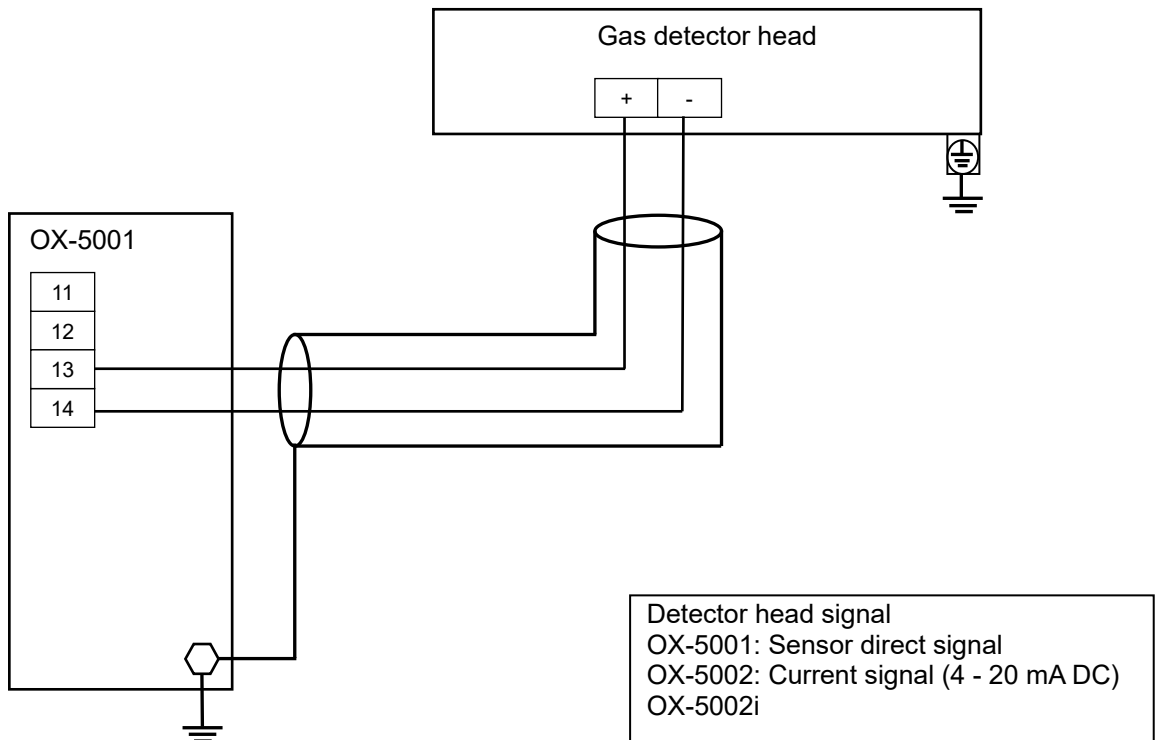 Gas detector head
+ -
OX-5001
11
12
13
14
Detector head signal
OX-5001: Sensor direct signal
OX-5002: Current signal (4 - 20 mA DC)
OX-5002i